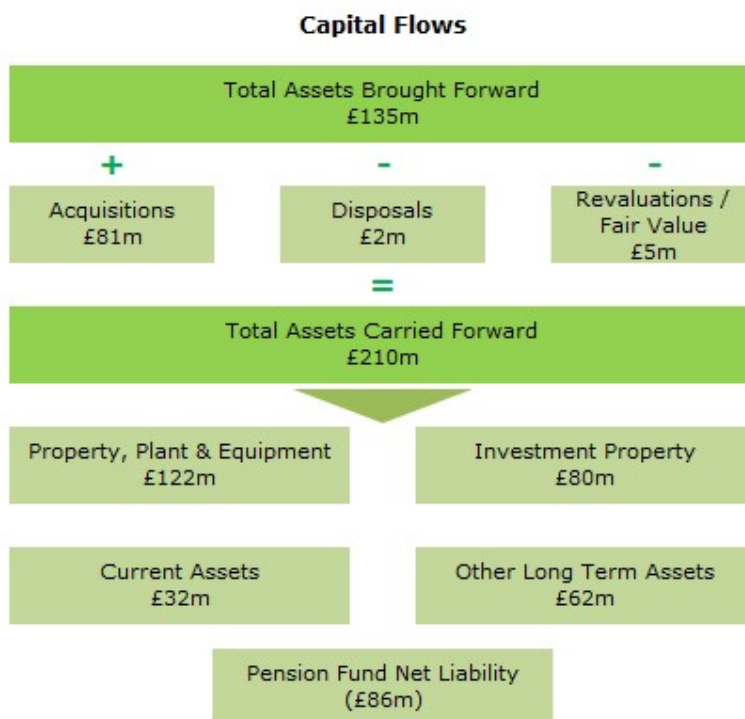 Capital Flows
Total Assets Brought Forward
£135m
+
-
-
Acquisitions
£81m
Disposals
£2m
Revaluations /
Fair Value
£5m
=
Total Assets Carried Forward
£210m
Property, Plant & Equipment
£122m
Investment Property
£80m
Current Assets
£32m
Other Long Term Assets
£62m
Pension Fund Net Liability
(£86m)